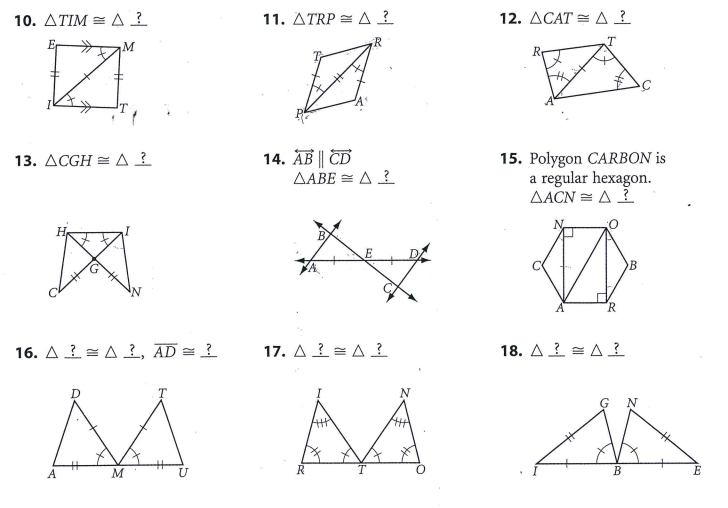 10. △TIM ≅ △ ?
E
M
I
T
11. △TRP ≅ △ ?
T
R
P
A
12. △CAT ≅ △ ?
R
T
A
C
13. △CGH ≅ △ ?
H
I
G
C
N
14. AB ∥ CD
△ABE ≅ △ ?
B
A
E
D
C
15. Polygon CARBON is
a regular hexagon.
△ACN ≅ △ ?
N
O
C
B
A
R
16. △ ? ≅ △ ?, AD ≅ ?
D
T
A
M
U
17. △ ? ≅ △ ?
I
N
R
T
O
18. △ ? ≅ △ ?
G
N
I
B
E